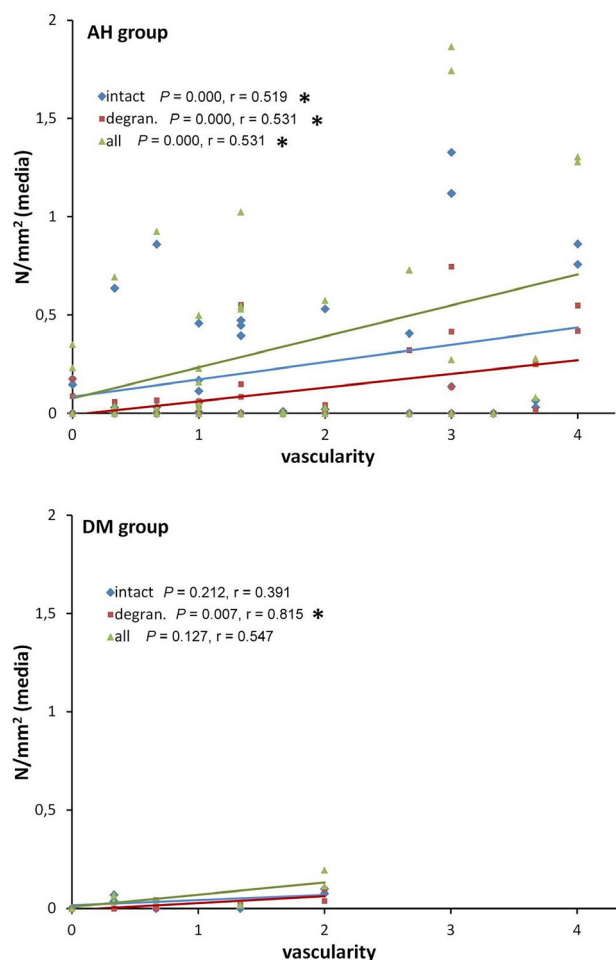 AH group
2
1,5
1
0,5
0
N/mm² (media)
intact P = 0.000, r = 0.519 *
degran. P = 0.000, r = 0.531 *
all P = 0.000, r = 0.531 *
0 1 2 3 4
vascularity
DM group
2
1,5
1
0,5
0
N/mm² (media)
intact P = 0.212, r = 0.391
degran. P = 0.007, r = 0.815 *
all P = 0.127, r = 0.547
0 1 2 3 4
vascularity